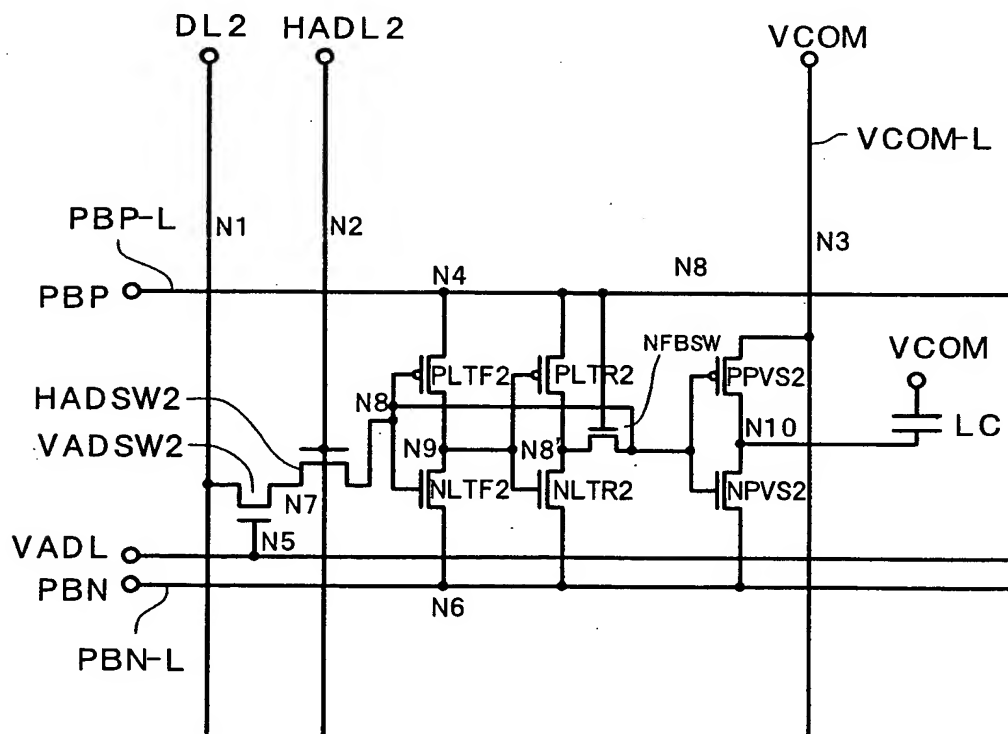 DL2 HADL2 VCOM
VCOM-L
PBP-L N1 N2 N3
N4 N8
PBP
NFBSW VCOM
PLTF2 PLTR2 PPVS2
HADSW2 N8
LC
VADSW2 N9 N8' N10
N7 NLTF2 NLTR2 NPVS2
N5
VADL
PBN
N6
PBN-L